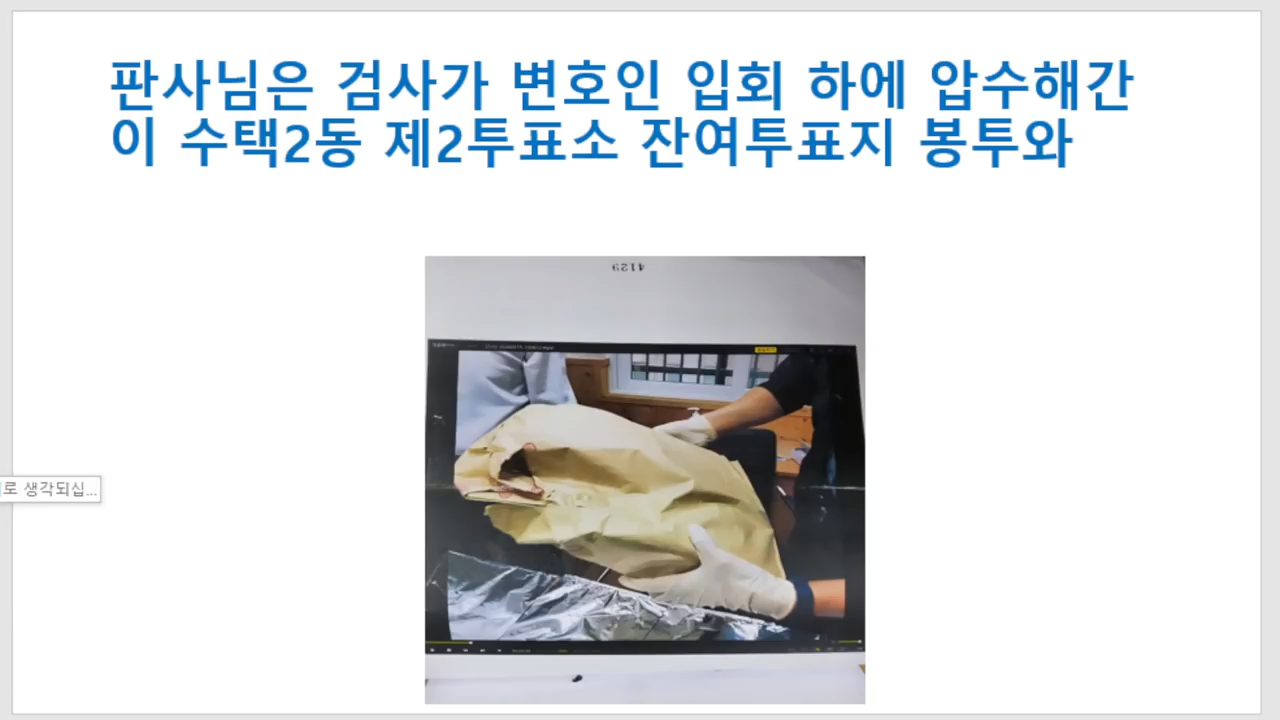 판사님은 검사가 변호인 입회 하에 압수해간
이 수택2동 제2투표소 잔여투표지 봉투와
4129
로 생각되십...